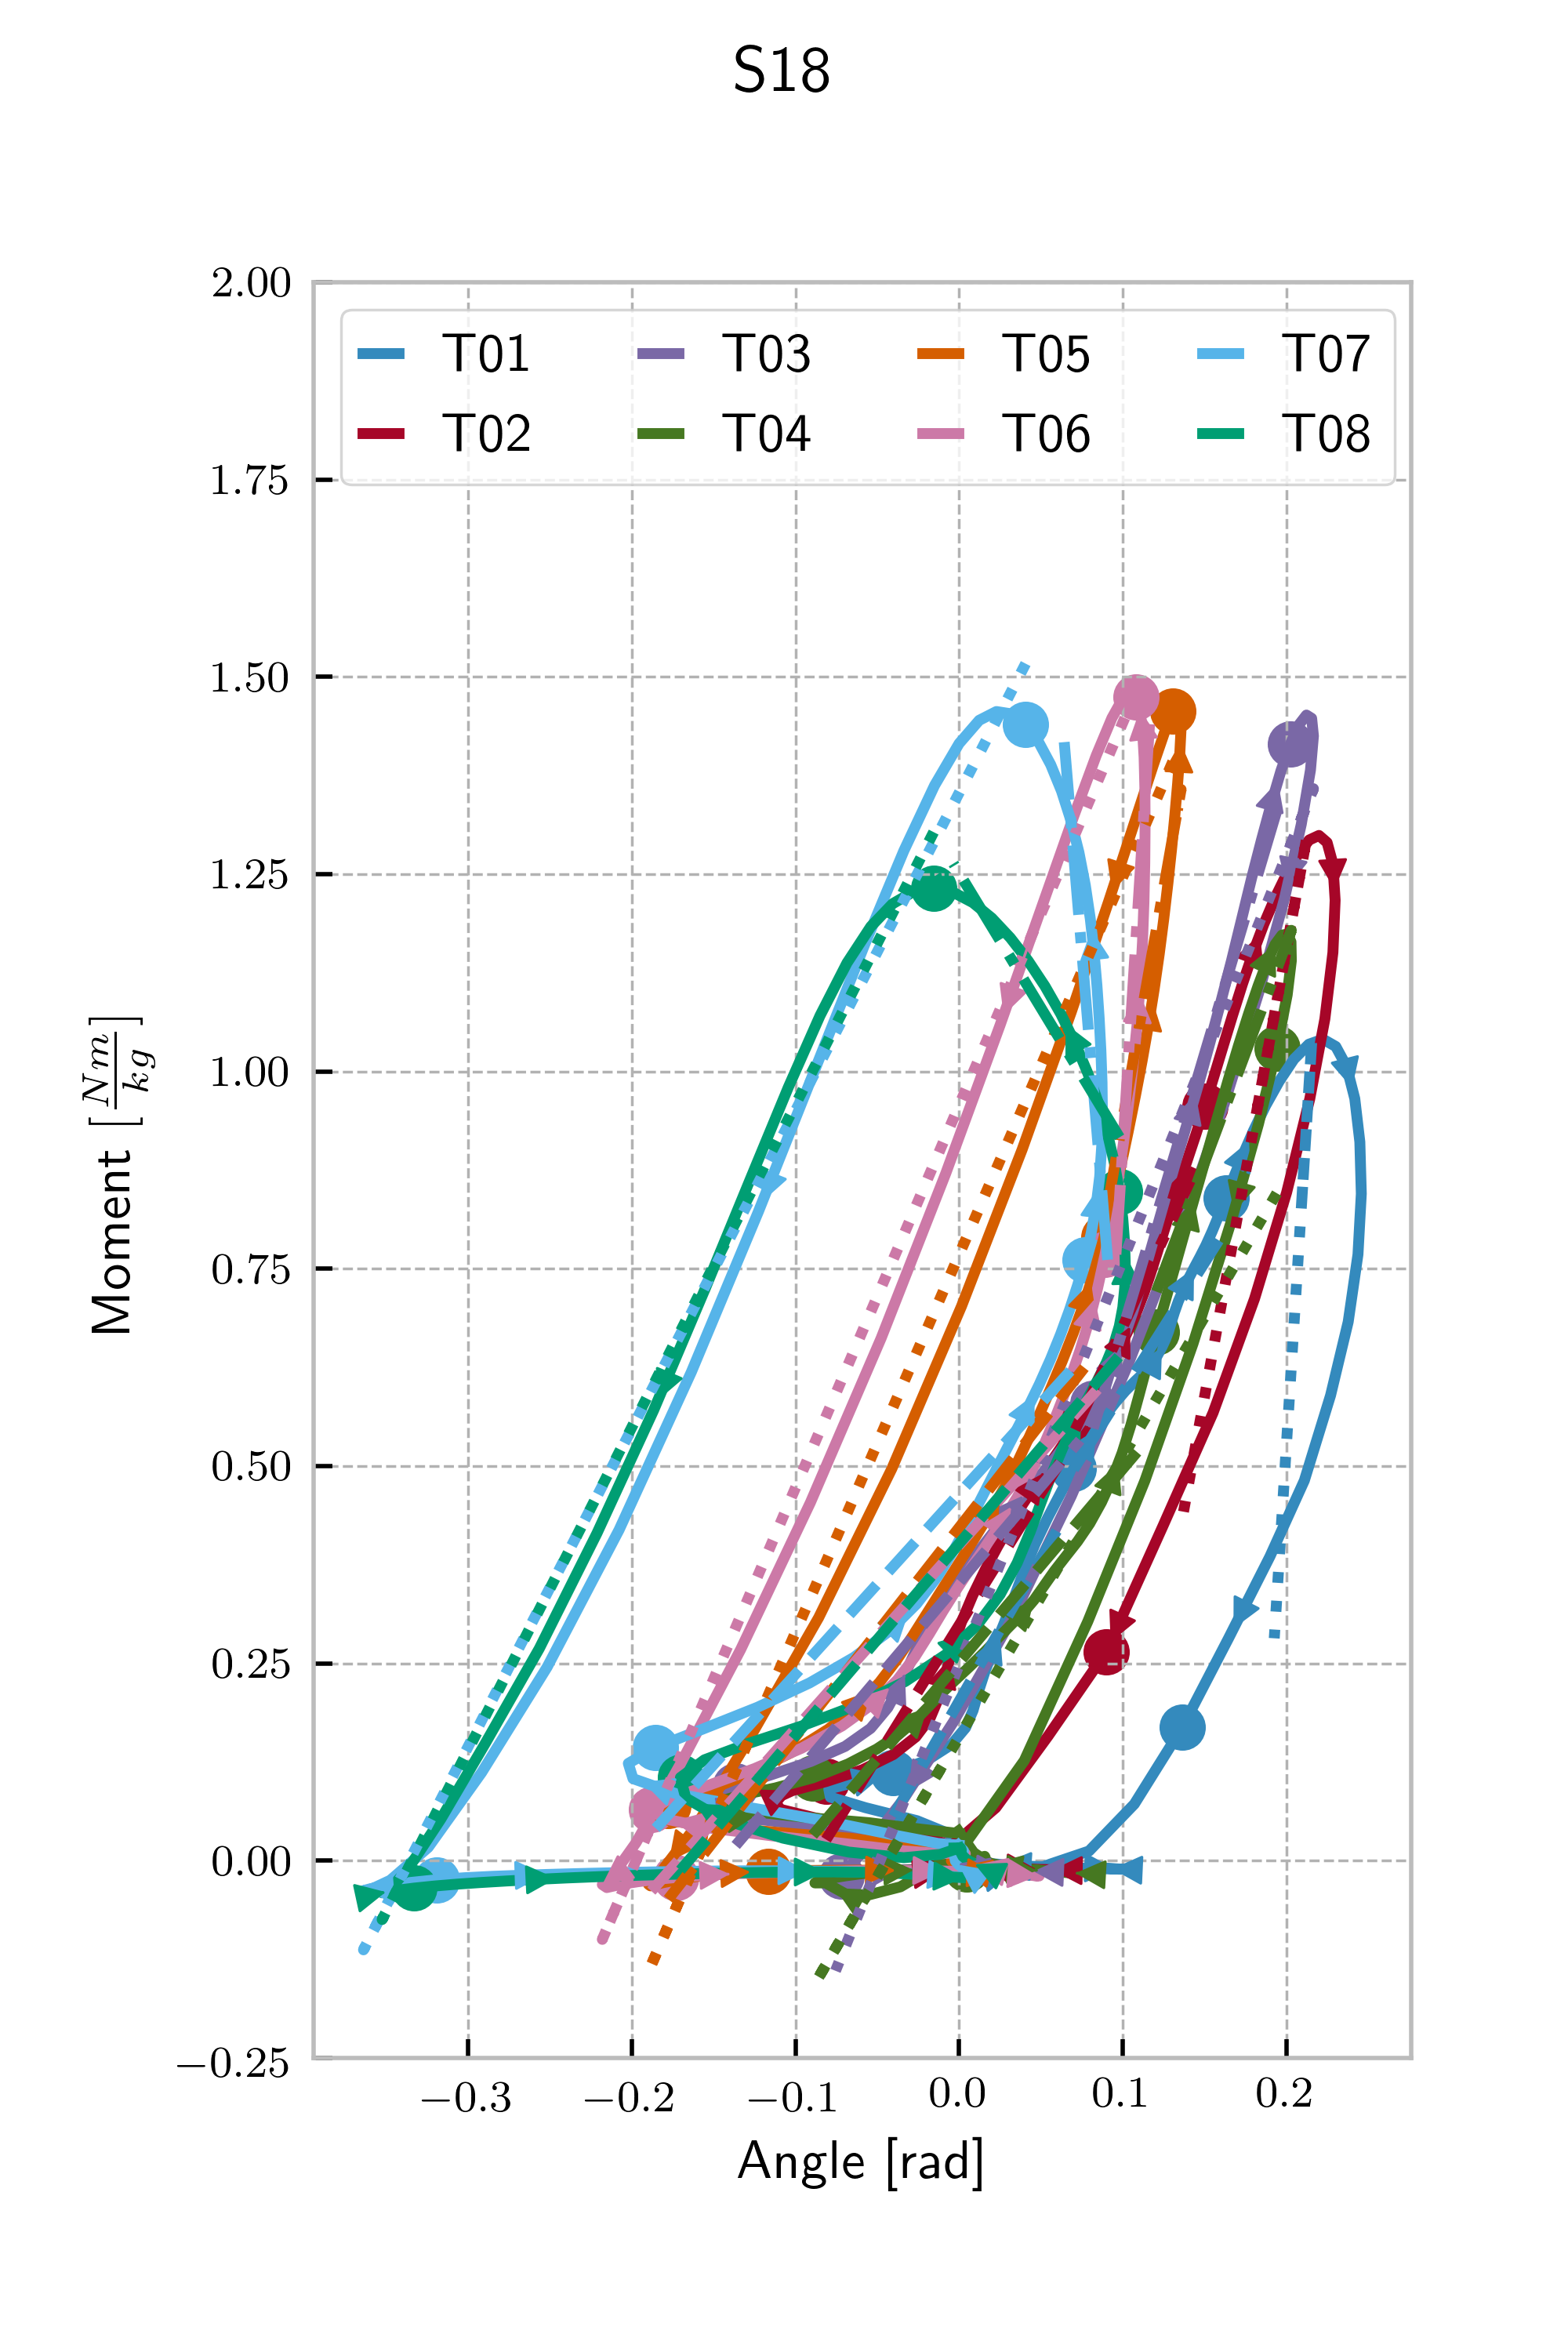 S18
2.00
T01 T03 T05 T07
T02 T04 T06 T08
1.75
1.50
1.25
1.00
0.75
0.50
0.25
0.00
−0.25
Moment [Nm/kg]
−0.3 −0.2 −0.1 0.0 0.1 0.2
Angle [rad]